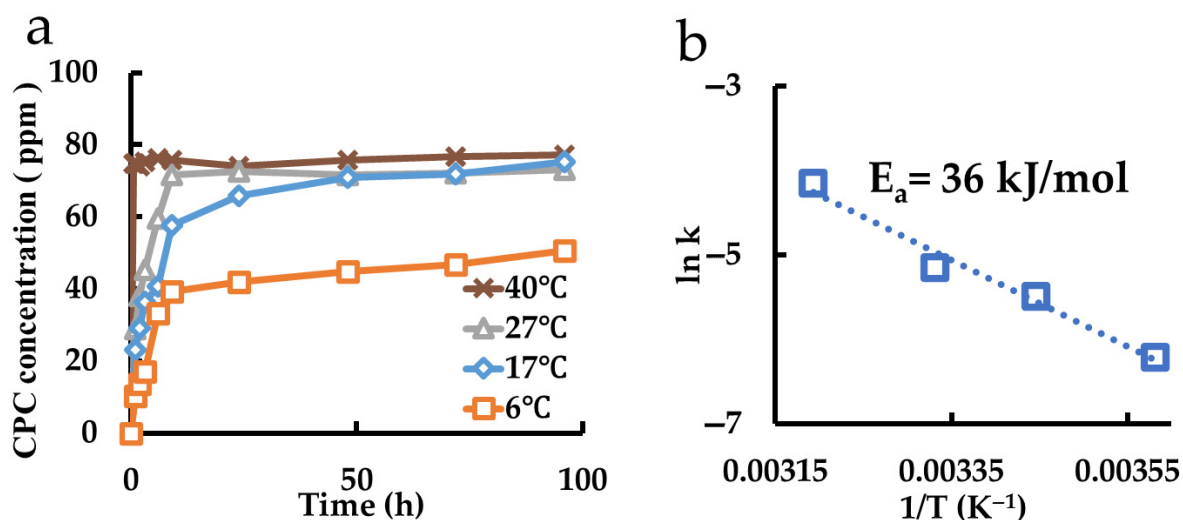 a
CPC concentration ( ppm )
100
80
60
40
20
0
0
50
100
Time (h)
40°C
27°C
17°C
6°C
b
ln k
−3
−5
−7
Eₐ= 36 kJ/mol
0.00315
0.00335
0.00355
1/T (K⁻¹)